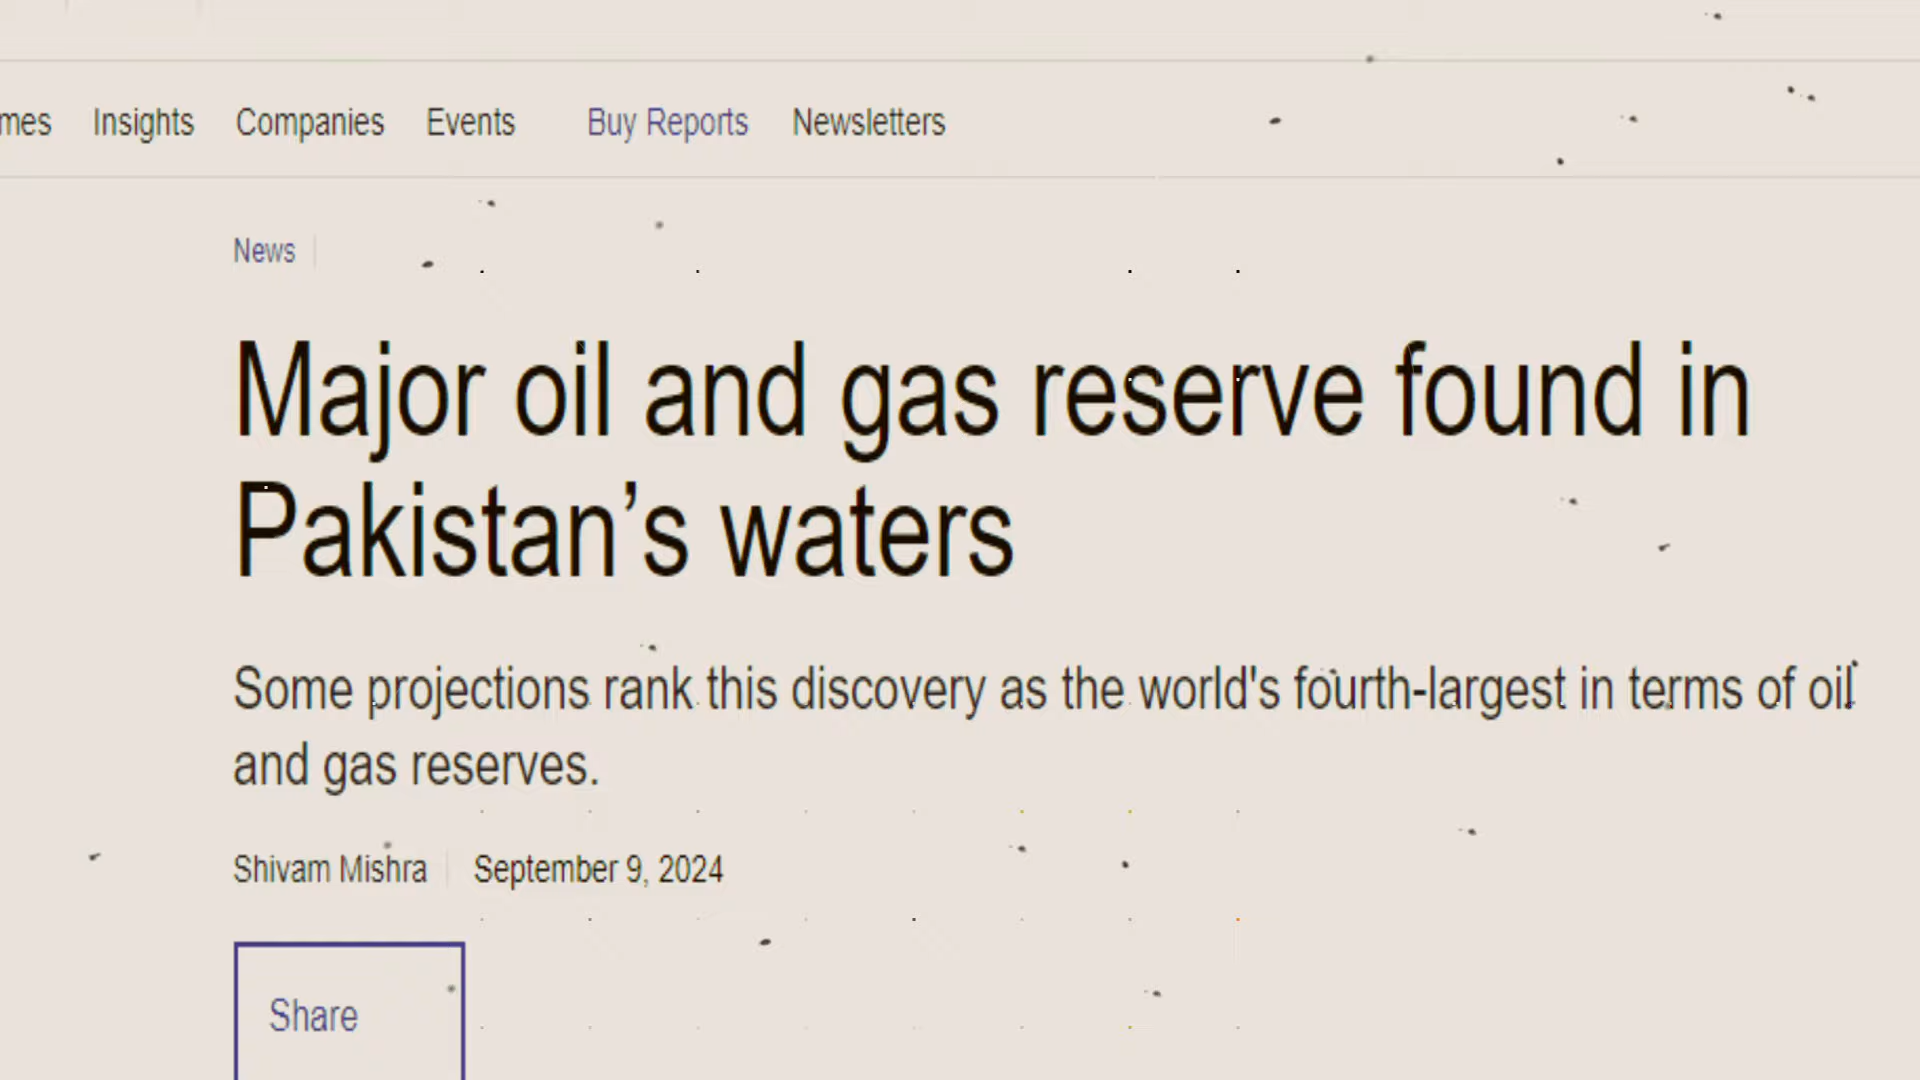 Insights Companies Events Buy Reports Newsletters
News
Major oil and gas reserve found in
Pakistan’s waters
Some projections rank this discovery as the world's fourth-largest in terms of oil
and gas reserves.
Shivam Mishra September 9, 2024
Share